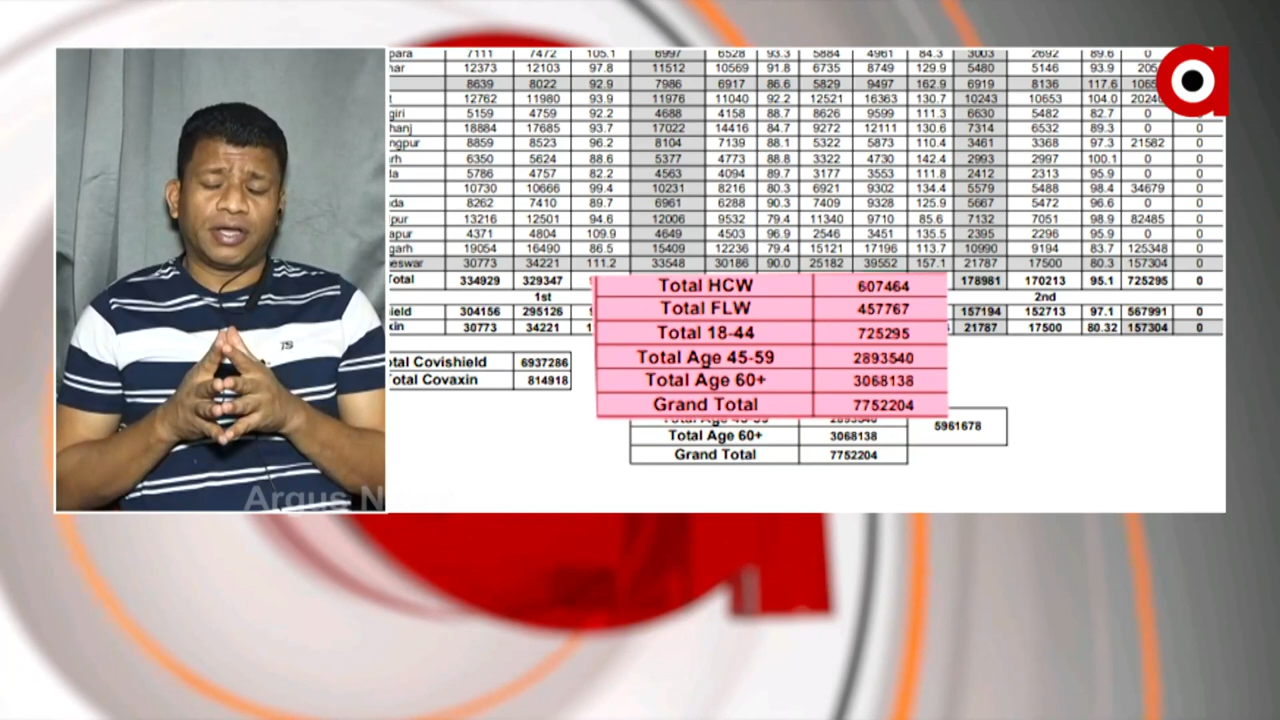 para 7111 7472 105.1 6997 6528 93.3 5884 4961 84.3 3003 2692 89.6 0
har 12373 12103 97.8 11512 10569 91.8 6735 8749 129.9 5480 5146 93.9 205
8639 8022 92.9 7986 6917 86.6 5829 9497 162.9 6919 8136 117.6 1065
t 12762 11980 93.9 11976 11040 92.2 12521 16363 130.7 10243 10653 104.0 20240
giri 5159 4759 92.2 4688 4158 88.7 8626 9599 111.3 6630 5482 82.7 0 0
hanj 18884 17685 93.7 17022 14416 84.7 9272 12111 130.6 7314 6532 89.3 0 0
ngpur 8859 8523 96.2 8104 7139 88.1 5322 5873 110.4 3461 3368 97.3 21582 0
rh 6350 5624 88.6 5377 4773 88.8 3322 4730 142.4 2993 2997 100.1 0 0
la 5786 4757 82.2 4563 4094 89.7 3177 3553 111.8 2412 2313 95.9 0 0
10730 10666 99.4 10231 8216 80.3 6921 9302 134.4 5579 5488 98.4 34679 0
da 8262 7410 89.7 6961 6288 90.3 7409 9328 125.9 5667 5472 96.6 0 0
pur 13216 12501 94.6 12006 9532 79.4 11340 9710 85.6 7132 7051 98.9 82485 0
apur 4371 4804 109.9 4649 4503 96.9 2546 3451 135.5 2395 2296 95.9 0 0
garh 19054 16490 86.5 15409 12236 79.4 15121 17196 113.7 10990 9194 83.7 125348 0
eswar 30773 34221 111.2 33548 30186 90.0 25182 39552 157.1 21787 17500 80.3 157304 0
Total 334929 329347 178981 170213 95.1 725295 0
1st 2nd
ield 304156 295126 157194 152713 97.1 567991 0
xin 30773 34221 1 21787 17500 80.32 157304 0
Total HCW 607464
Total FLW 457767
Total 18-44 725295
Total Age 45-59 2893540
Total Age 60+ 3068138
Grand Total 7752204
otal Covishield 6937286
otal Covaxin 814918
Total Age 45-59 2893540
Total Age 60+ 3068138
Grand Total 7752204
5961678
TS
Argus N